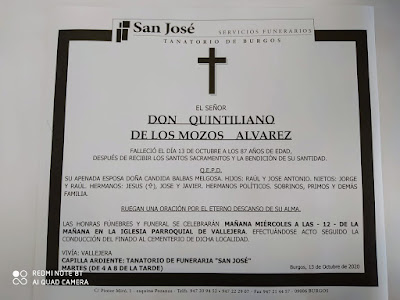 San José
SERVICIOS FUNERARIOS
TANATORIO DE BURGOS
EL SEÑOR
DON QUINTILIANO
DE LOS MOZOS ALVAREZ
FALLECIÓ EL DIA 13 DE OCTUBRE A LOS 87 AÑOS DE EDAD,
DESPUÉS DE RECIBIR LOS SANTOS SACRAMENTOS Y LA BENDICIÓN DE SU SANTIDAD.
Q.E.P.D.
SU APENADA ESPOSA DOÑA CANDIDA BALBAS MELGOSA. HIJOS: RAÚL Y JOSE ANTONIO. NIETOS: JORGE
Y RAÚL. HERMANOS: JESUS (✞), JOSE Y JAVIER. HERMANOS POLÍTICOS. SOBRINOS, PRIMOS Y DEMÁS
FAMILIA.
RUEGAN UNA ORACIÓN POR EL ETERNO DESCANSO DE SU ALMA.
LAS HONRAS FÚNEBRES Y FUNERAL SE CELEBRARÁN MAÑANA MIÉRCOLES A LAS - 12 - DE LA
MAÑANA EN LA IGLESIA PARROQUIAL DE VALLEJERA. EFECTUÁNDOSE ACTO SEGUIDO LA
CONDUCCIÓN DEL FINADO AL CEMENTERIO DE DICHA LOCALIDAD.
VIVÍA: VALLEJERA
CAPILLA ARDIENTE: TANATORIO DE FUNERARIA "SAN JOSÉ"
MARTES (DE 4 A 8 DE LA TARDE)
Burgos, 13 de Octubre de 2020
REDMI NOTE 8T
AI QUAD CAMERA
BURGOS